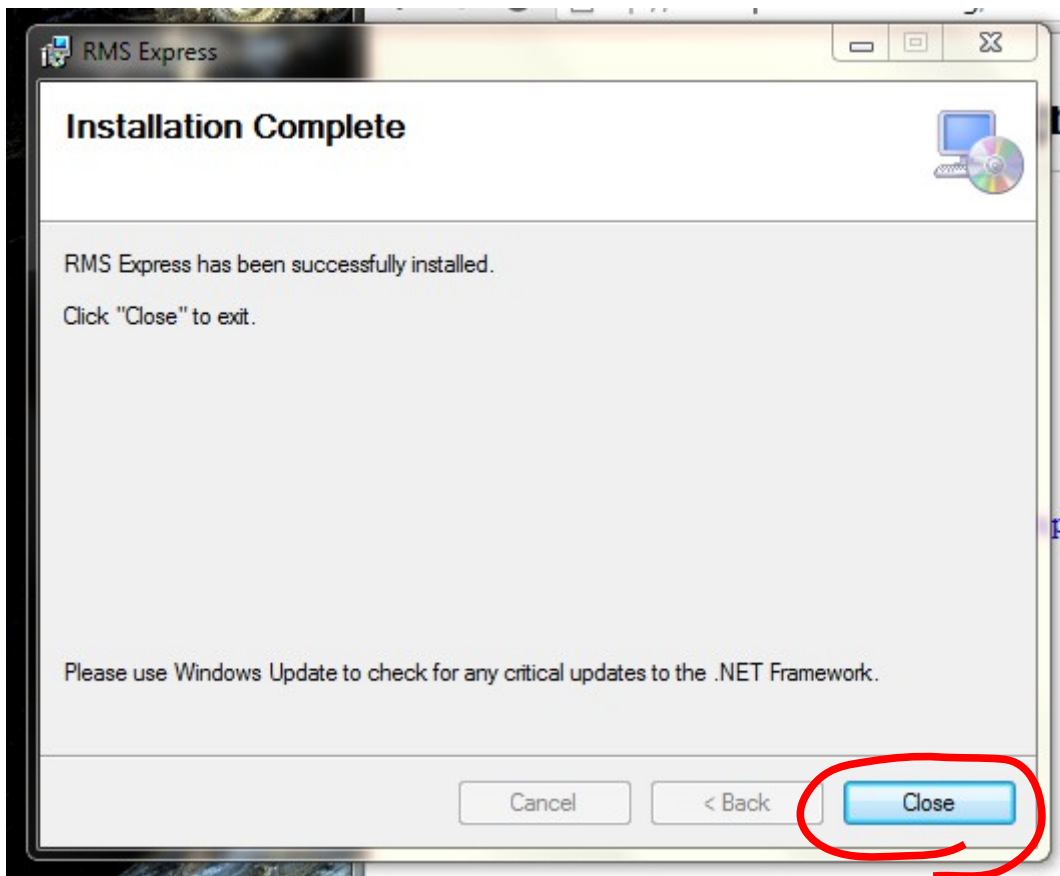 RMS Express
Installation Complete
RMS Express has been successfully installed.
Click "Close" to exit.
Please use Windows Update to check for any critical updates to the .NET Framework.
Cancel
< Back
Close